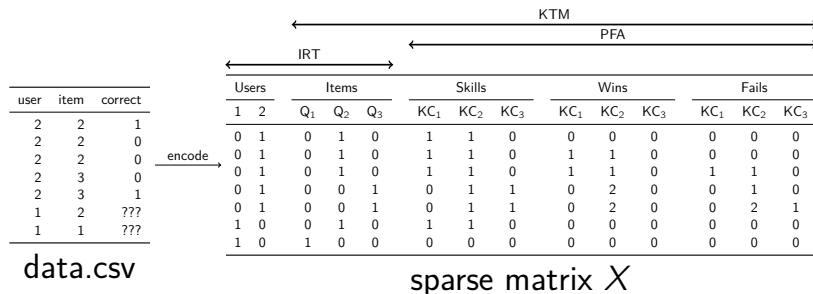 KTM
PFA
IRT
Users Items Skills Wins Fails
user item correct
1 2 Q1 Q2 Q3 KC1 KC2 KC3 KC1 KC2 KC3 KC1 KC2 KC3
2 2 1
2 2 0
2 2 0
2 3 0
2 3 1
1 2 ???
1 1 ???
encode
0 1 0 1 0 1 1 0 0 0 0 0 0 0
0 1 0 1 0 1 1 0 1 1 0 0 0 0
0 1 0 1 0 1 1 0 1 1 0 1 1 0
0 1 0 0 1 0 1 1 0 2 0 0 1 0
0 1 0 0 1 0 1 1 0 2 0 0 2 1
1 0 0 1 0 1 1 0 0 0 0 0 0 0
1 0 1 0 0 0 0 0 0 0 0 0 0 0
data.csv
sparse matrix X